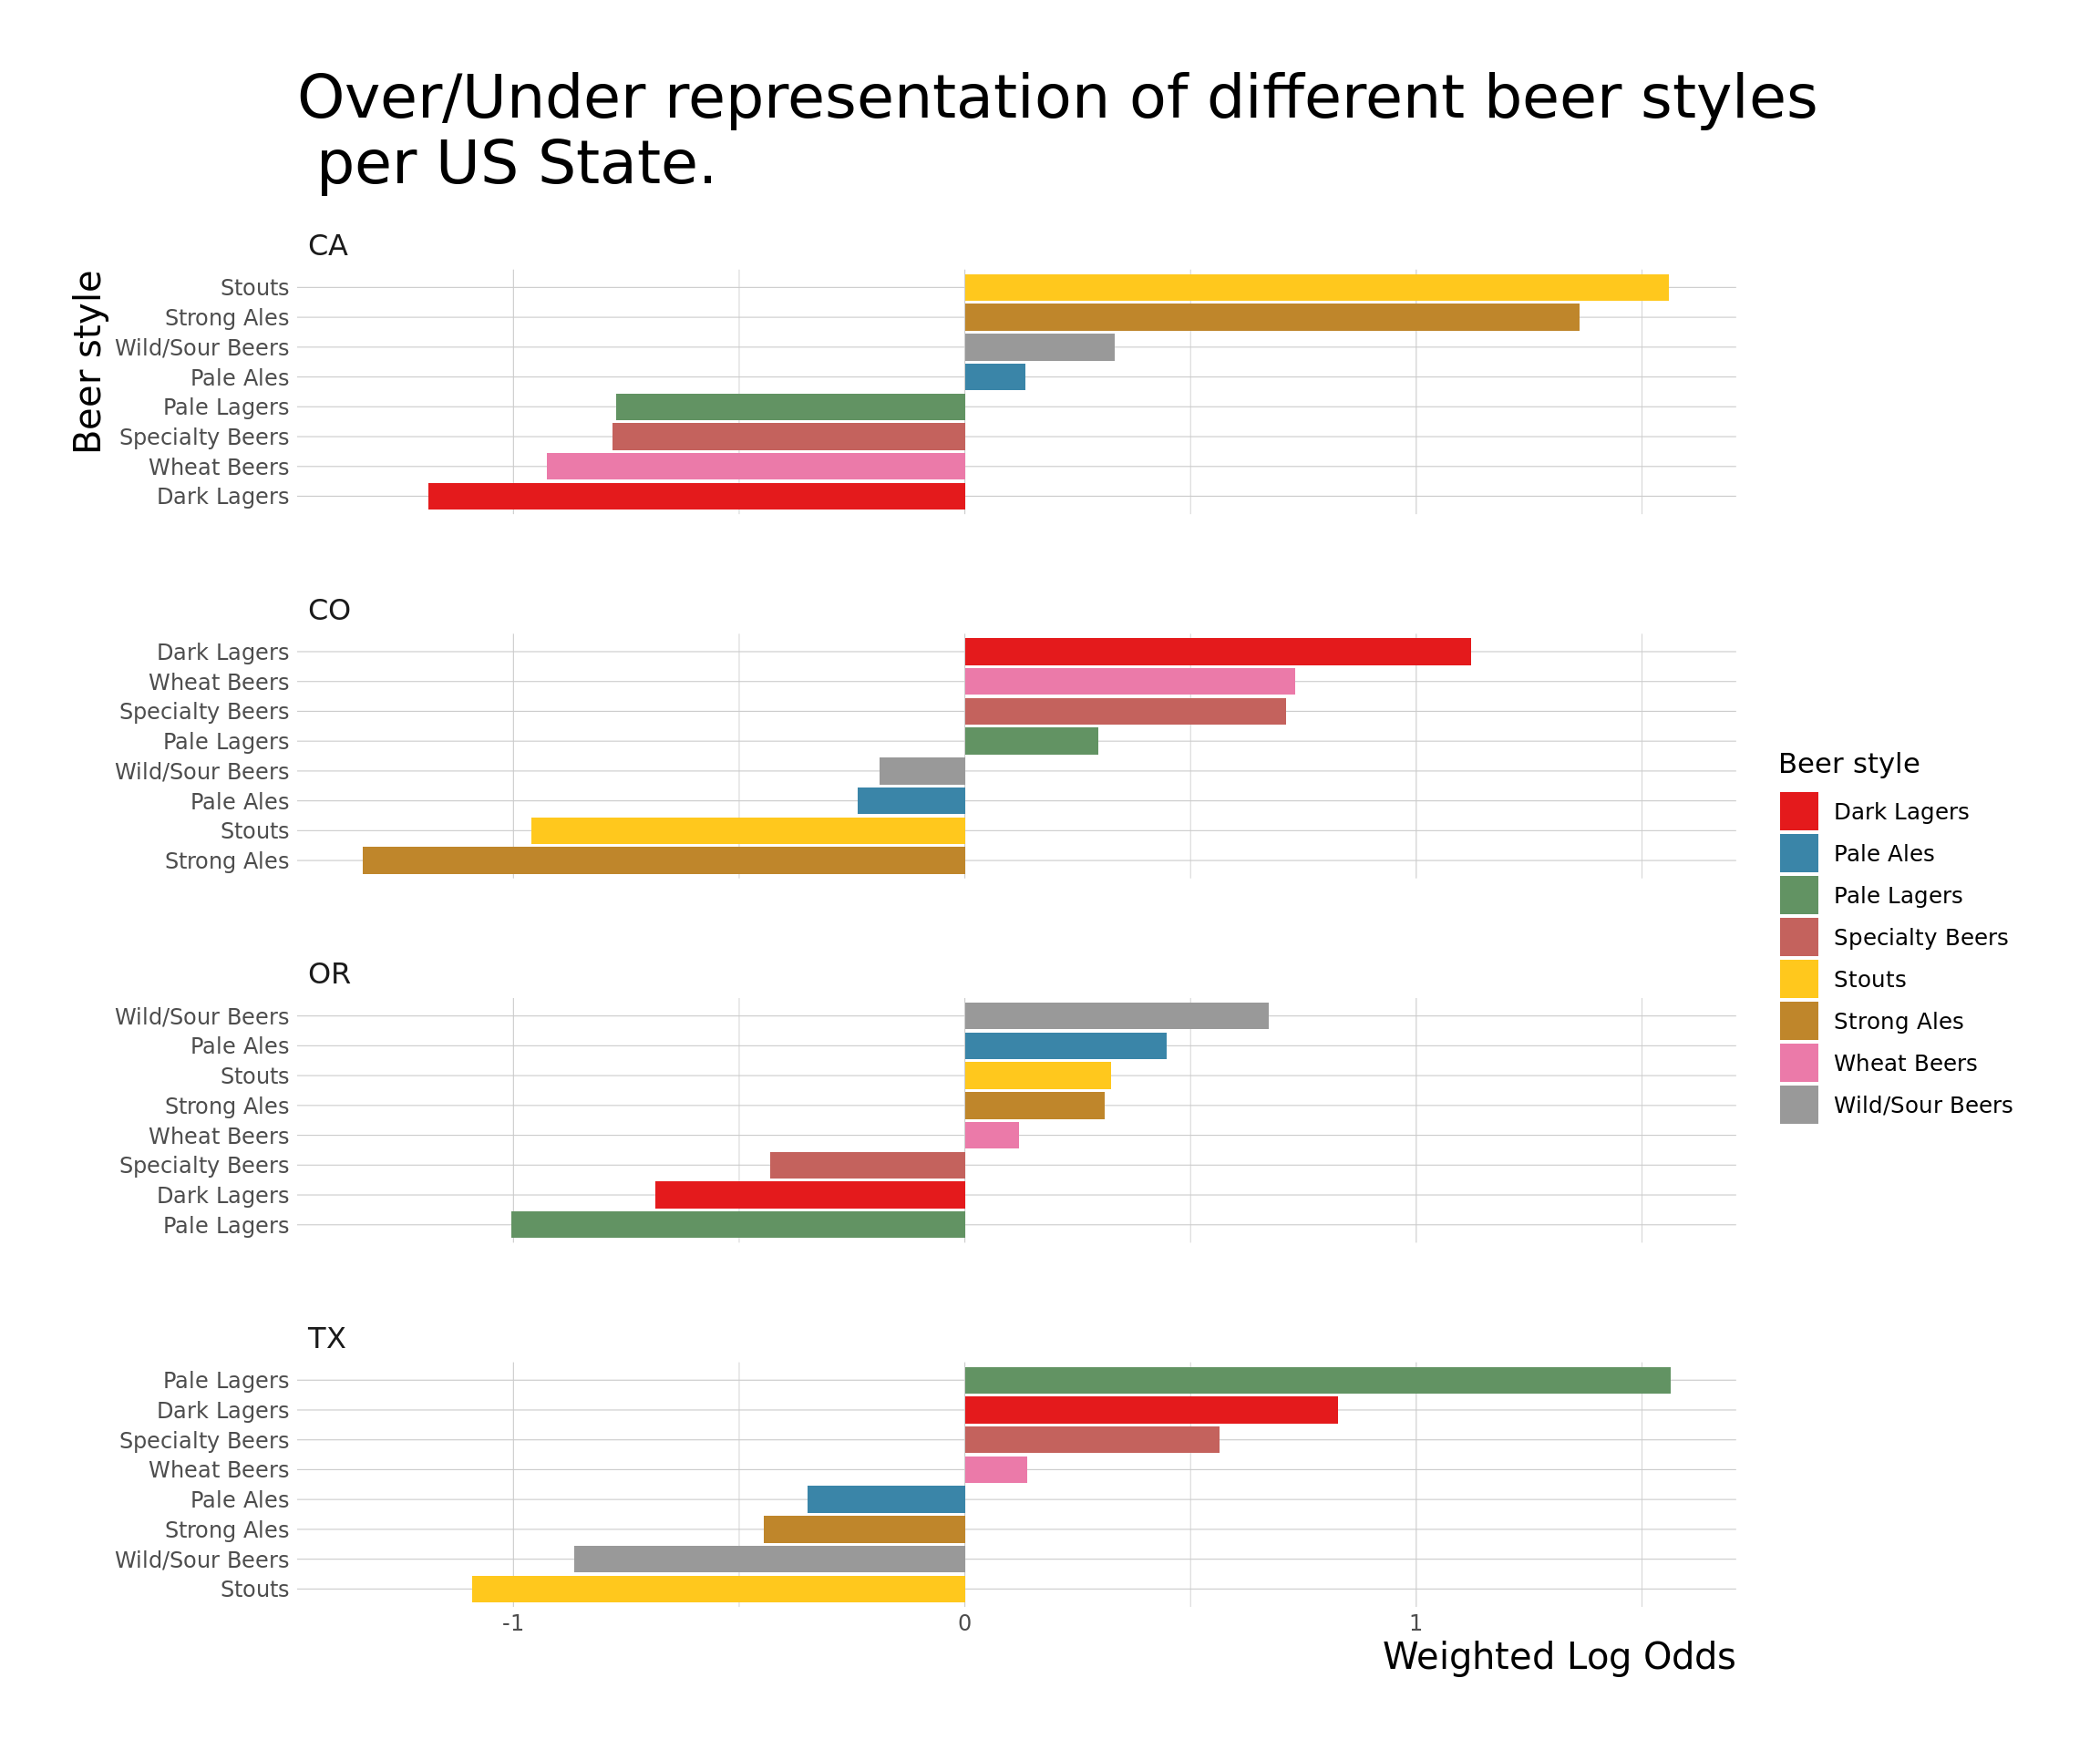 Over/Under representation of different beer styles
per US State.
Beer style
CA
Stouts
Strong Ales
Wild/Sour Beers
Pale Ales
Pale Lagers
Specialty Beers
Wheat Beers
Dark Lagers
CO
Dark Lagers
Wheat Beers
Specialty Beers
Pale Lagers
Wild/Sour Beers
Pale Ales
Stouts
Strong Ales
OR
Wild/Sour Beers
Pale Ales
Stouts
Strong Ales
Wheat Beers
Specialty Beers
Dark Lagers
Pale Lagers
TX
Pale Lagers
Dark Lagers
Specialty Beers
Wheat Beers
Pale Ales
Strong Ales
Wild/Sour Beers
Stouts
-1 0 1
Weighted Log Odds
Beer style
Dark Lagers
Pale Ales
Pale Lagers
Specialty Beers
Stouts
Strong Ales
Wheat Beers
Wild/Sour Beers